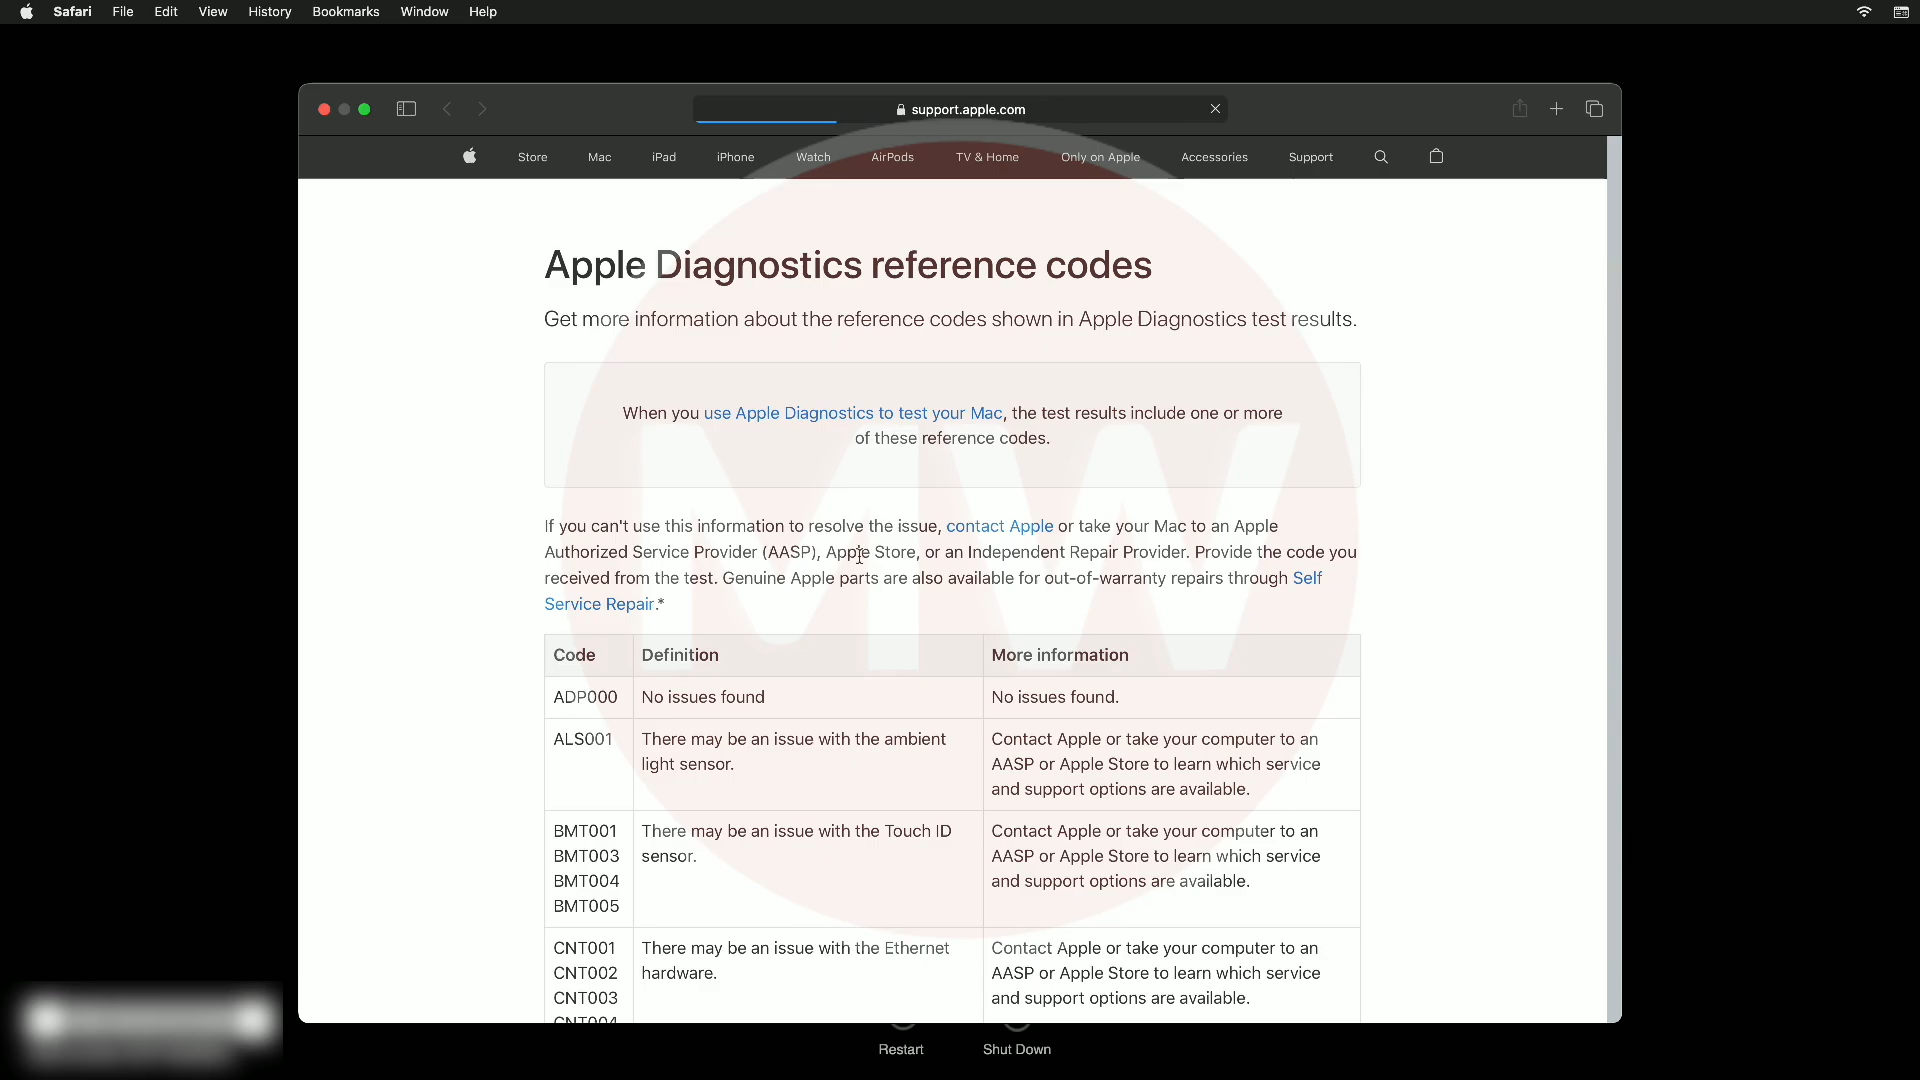 Safari File Edit View History Bookmarks Window Help
support.apple.com
Store Mac iPad iPhone Watch AirPods TV & Home Only on Apple Accessories Support
Apple Diagnostics reference codes
Get more information about the reference codes shown in Apple Diagnostics test results.
When you use Apple Diagnostics to test your Mac, the test results include one or more
of these reference codes.
If you can't use this information to resolve the issue, contact Apple or take your Mac to an Apple
Authorized Service Provider (AASP), Apple Store, or an Independent Repair Provider. Provide the code you
received from the test. Genuine Apple parts are also available for out-of-warranty repairs through Self
Service Repair.*
MW
Code Definition More information
ADP000 No issues found No issues found.
ALS001 There may be an issue with the ambient Contact Apple or take your computer to an
light sensor. AASP or Apple Store to learn which service
and support options are available.
BMT001 There may be an issue with the Touch ID Contact Apple or take your computer to an
BMT003 sensor. AASP or Apple Store to learn which service
BMT004 and support options are available.
BMT005
CNT001 There may be an issue with the Ethernet Contact Apple or take your computer to an
CNT002 hardware. AASP or Apple Store to learn which service
CNT003 and support options are available.
CNT004
Restart Shut Down